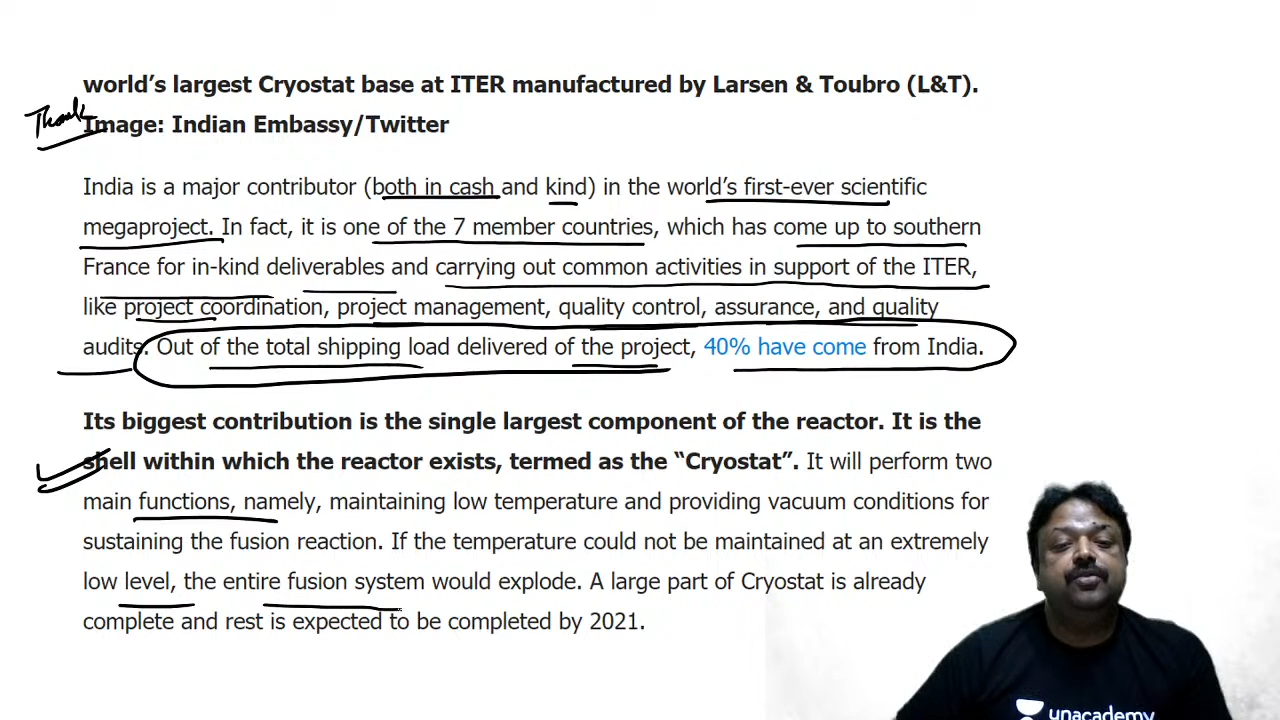 world’s largest Cryostat base at ITER manufactured by Larsen & Toubro (L&T).
Thank
Image: Indian Embassy/Twitter
India is a major contributor (both in cash and kind) in the world’s first-ever scientific
megaproject. In fact, it is one of the 7 member countries, which has come up to southern
France for in-kind deliverables and carrying out common activities in support of the ITER,
like project coordination, project management, quality control, assurance, and quality
audits. Out of the total shipping load delivered of the project, 40% have come from India.
Its biggest contribution is the single largest component of the reactor. It is the
shell within which the reactor exists, termed as the “Cryostat”. It will perform two
main functions, namely, maintaining low temperature and providing vacuum conditions for
sustaining the fusion reaction. If the temperature could not be maintained at an extremely
low level, the entire fusion system would explode. A large part of Cryostat is already
complete and rest is expected to be completed by 2021.
unacademy